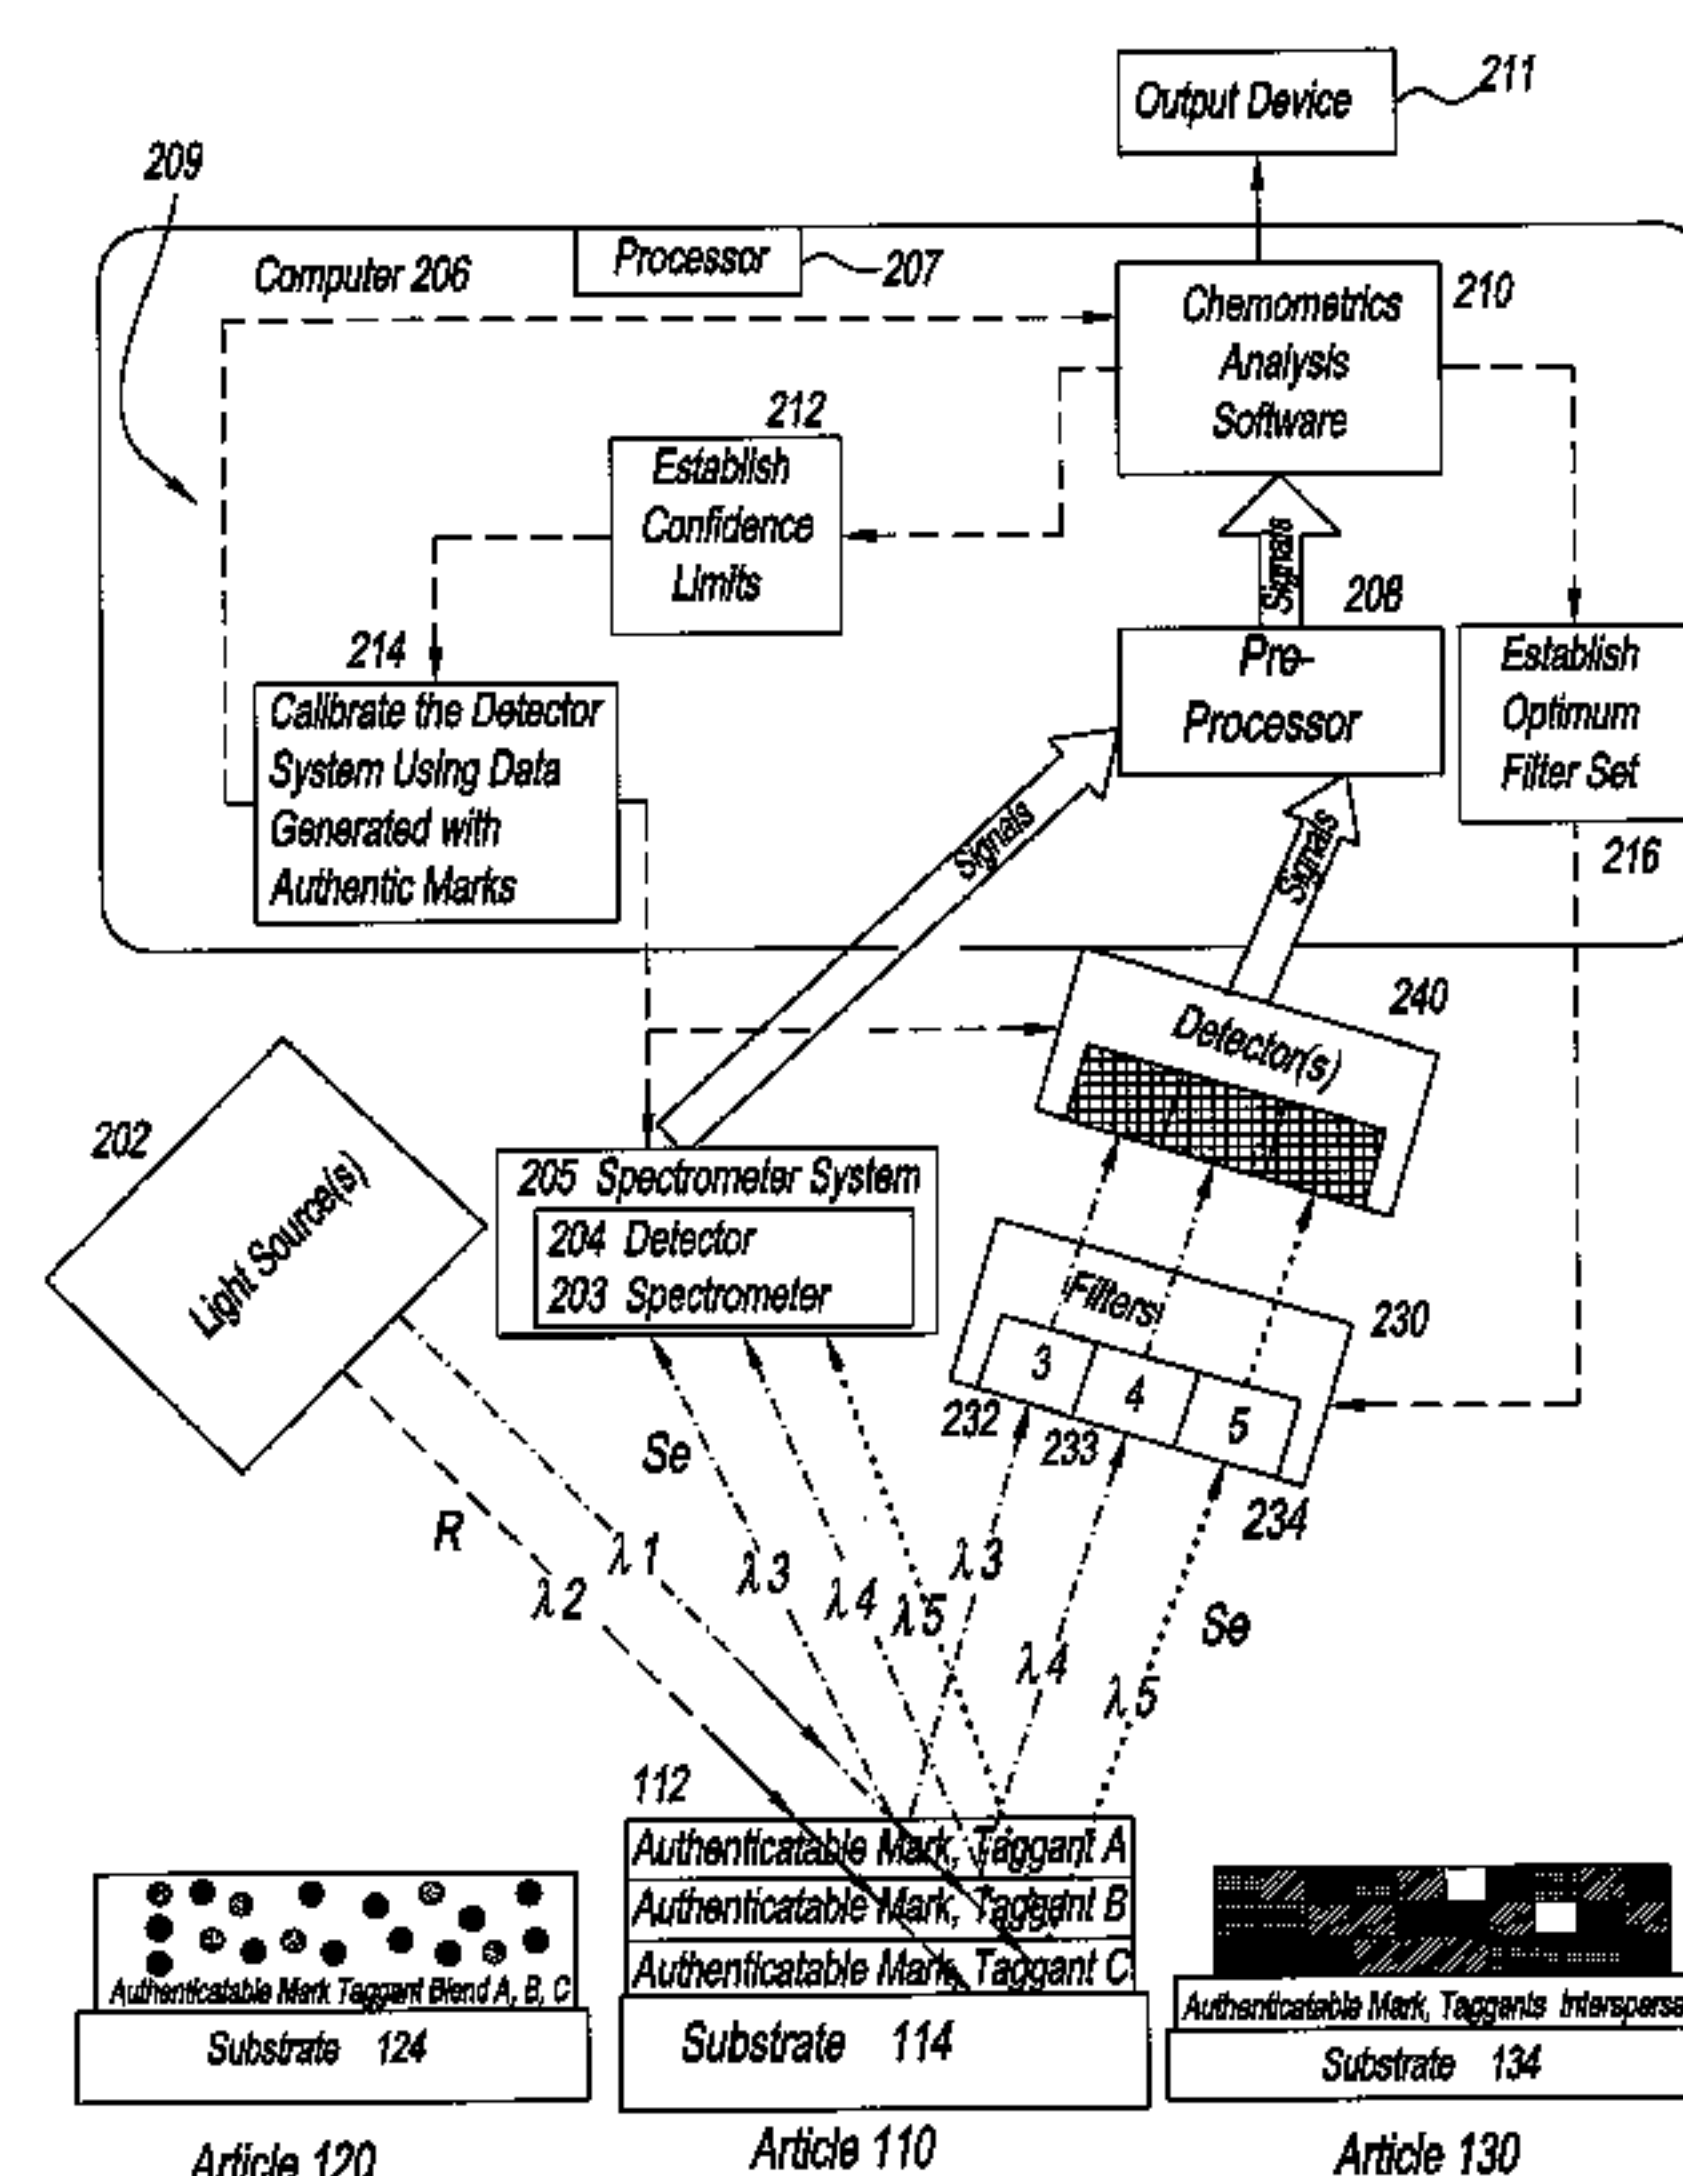 Output Device
211
209
Computer 206
Processor
207
Chemometrics
Analysis
Software
210
212
Establish
Confidence
Limits
Signals
208
214
Calibrate the Detector
System Using Data
Generated with
Authentic Marks
Pre-
Processor
Establish
Optimum
Filter Set
216
Signals
Signals
240
Detector(s)
202
Light Source(s)
205 Spectrometer System
204 Detector
203 Spectrometer
Filters
230
3
4
5
232
233
234
Se
R
λ1
λ2
λ3
λ4
λ5
λ3
λ4
λ5
Se
112
Authenticatable Mark, Taggant A
Authenticatable Mark, Taggant B
Authenticatable Mark, Taggant C
Substrate 114
Article 110
Authenticatable Mark Taggant Blend A, B, C
Substrate 124
Article 120
Authenticatable Mark, Taggants
Substrate 134
Article 130